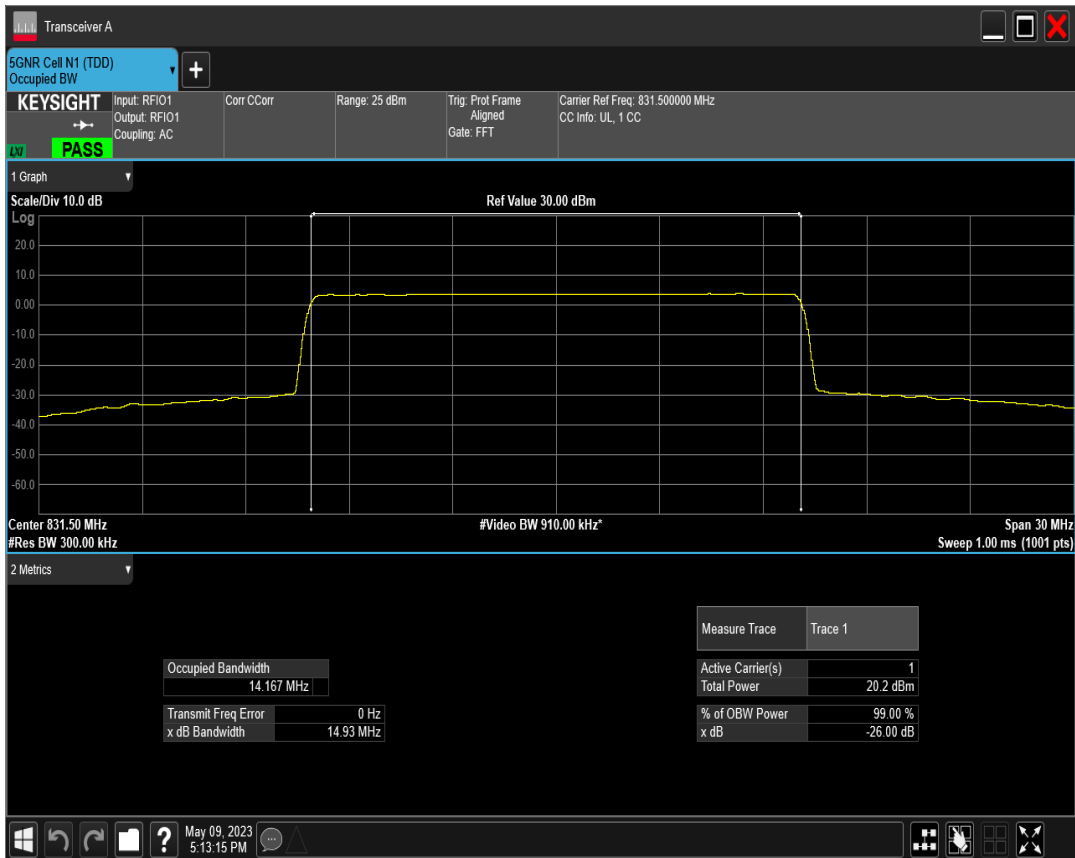 Transceiver A
5GNR Cell N1 (TDD)
Occupied BW
+
KEYSIGHT
LXI
PASS
Input: RFIO1
Output: RFIO1
Coupling: AC
Corr CCorr
Range: 25 dBm
Trig: Prot Frame
Aligned
Gate: FFT
Carrier Ref Freq: 831.500000 MHz
CC Info: UL, 1 CC
1 Graph
Scale/Div 10.0 dB
Ref Value 30.00 dBm
Log
20.0
10.0
0.00
-10.0
-20.0
-30.0
-40.0
-50.0
-60.0
Center 831.50 MHz
#Video BW 910.00 kHz*
Span 30 MHz
#Res BW 300.00 kHz
Sweep 1.00 ms (1001 pts)
2 Metrics
Measure Trace Trace 1
Occupied Bandwidth
14.167 MHz
Active Carrier(s) 1
Total Power 20.2 dBm
Transmit Freq Error 0 Hz
x dB Bandwidth 14.93 MHz
% of OBW Power 99.00 %
x dB -26.00 dB
?
May 09, 2023
5:13:15 PM